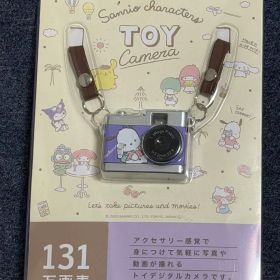 Sanrio characters
TOY
Camera
Let's take pictures and movies!
131
万画素
アクセサリー感覚で
身につけて気軽に写真や
動画が撮れる
トイデジタルカメラです